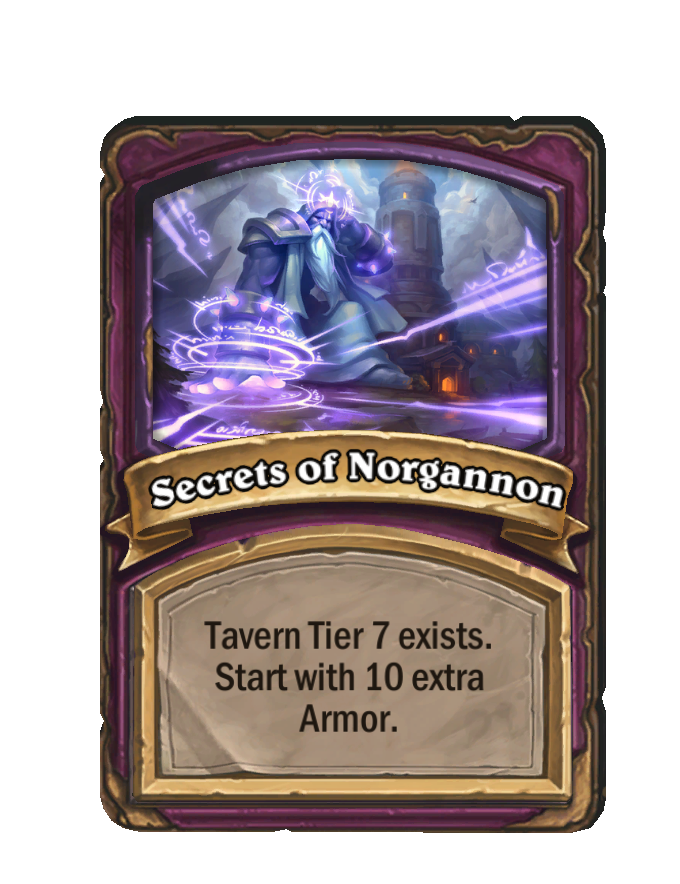 Secrets of Norgannon
Tavern Tier 7 exists.
Start with 10 extra
Armor.